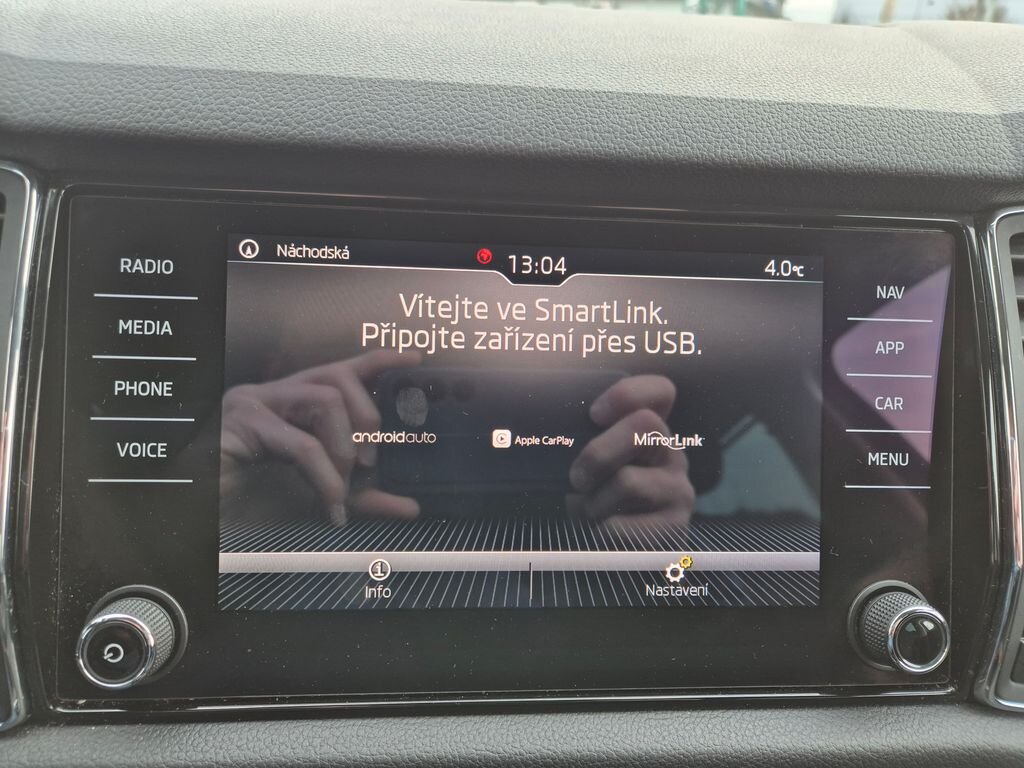 Náchodská
13:04
4.0°C
RADIO
MEDIA
PHONE
VOICE
Vítejte ve SmartLink.
Připojte zařízení přes USB.
androidauto
Apple CarPlay
MirrorLink
Info
Nastavení
NAV
APP
CAR
MENU